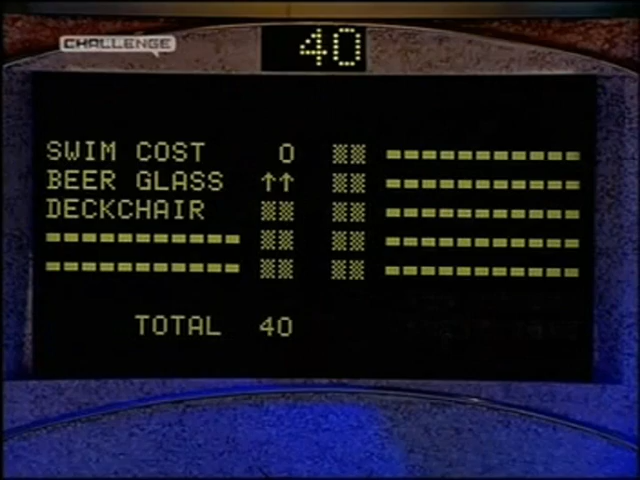 CHALLENGE
40
SWIM COST 0
BEER GLASS ↑↑
DECKCHAIR
TOTAL 40